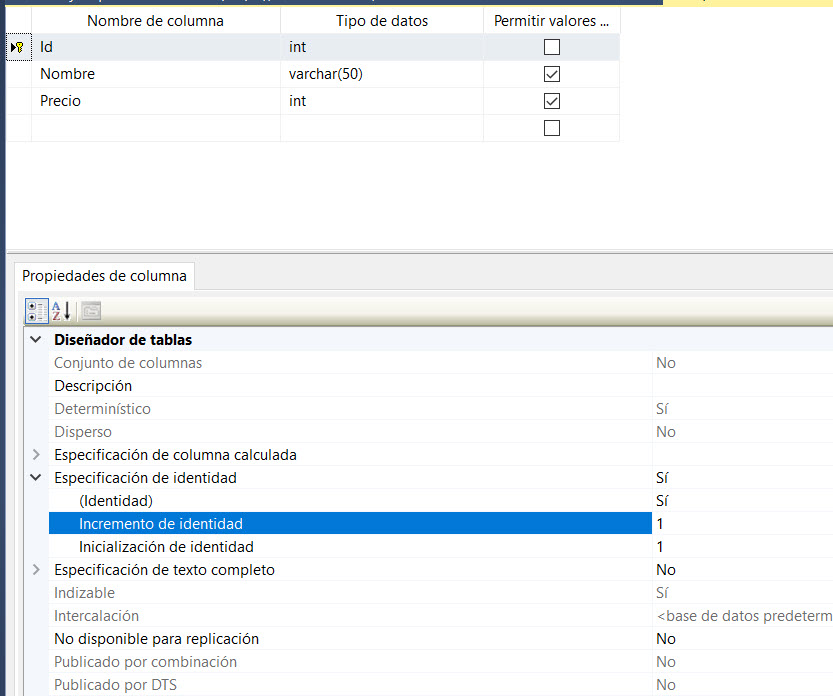 Nombre de columna Tipo de datos Permitir valores ...
Id int
Nombre varchar(50)
Precio int
Propiedades de columna
Diseñador de tablas
Conjunto de columnas No
Descripción
Determinístico Sí
Disperso No
Especificación de columna calculada
Especificación de identidad Sí
(Identidad) Sí
Incremento de identidad 1
Inicialización de identidad 1
Especificación de texto completo No
Indizable Sí
Intercalación <base de datos predeterm
No disponible para replicación No
Publicado por combinación No
Publicado por DTS No